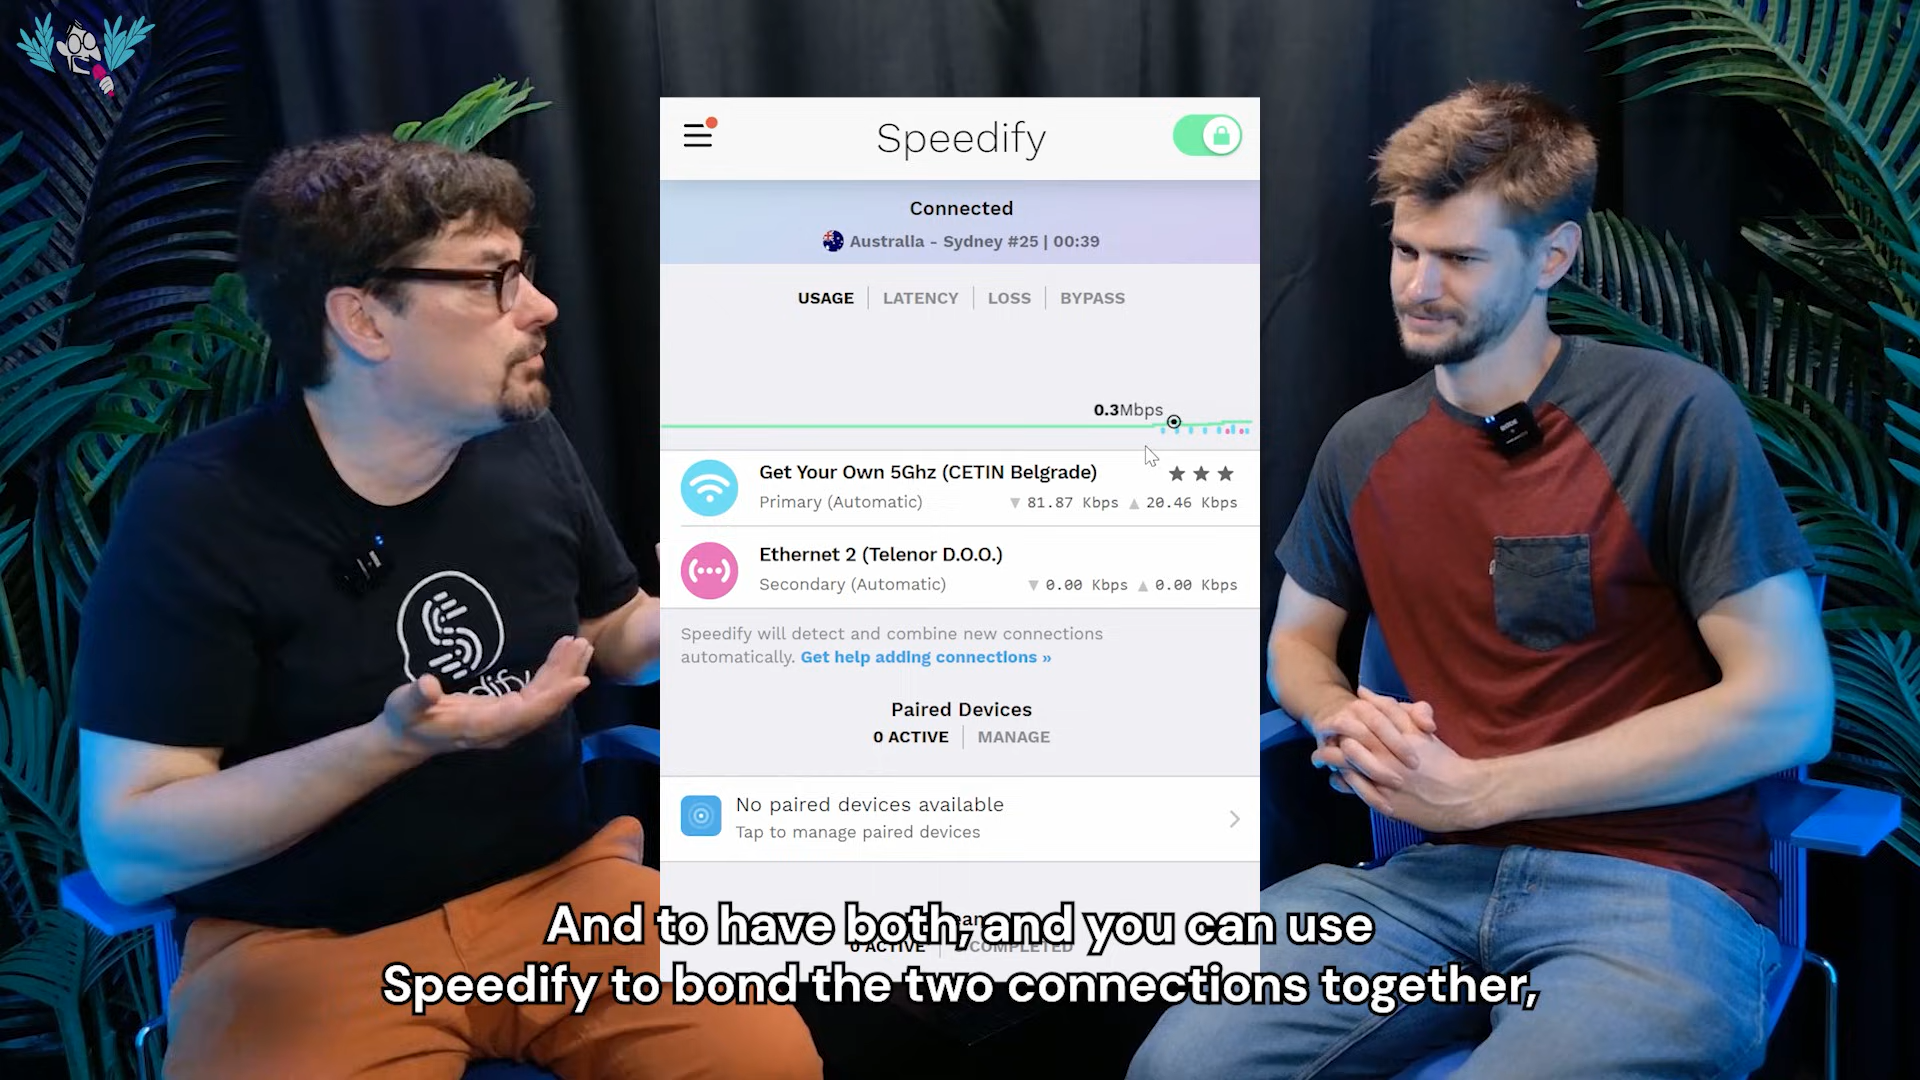 Speedify
Connected
Australia - Sydney #25 | 00:39
USAGE | LATENCY | LOSS | BYPASS
0.3Mbps
Get Your Own 5Ghz (CETIN Belgrade)
Primary (Automatic) ▼ 81.87 Kbps ▲ 20.46 Kbps
Ethernet 2 (Telenor D.O.O.)
Secondary (Automatic) ▼ 0.00 Kbps ▲ 0.00 Kbps
Speedify will detect and combine new connections
automatically. Get help adding connections »
Paired Devices
0 ACTIVE | MANAGE
No paired devices available
Tap to manage paired devices
0 ACTIVE | COMPLETED
And to have both, and you can use
Speedify to bond the two connections together,